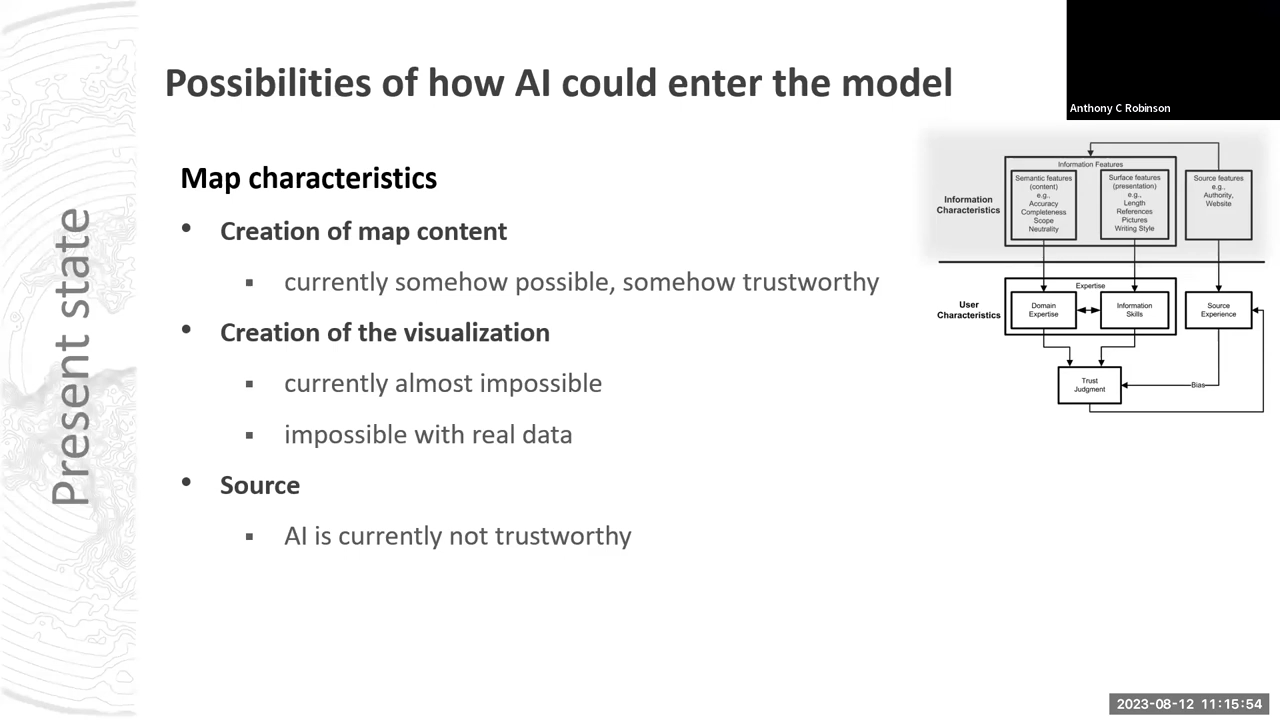 Possibilities of how AI could enter the model
Anthony C Robinson
Present state
Map characteristics
• Creation of map content
▪ currently somehow possible, somehow trustworthy
• Creation of the visualization
▪ currently almost impossible
▪ impossible with real data
• Source
▪ AI is currently not trustworthy
Information Features
Information
Characteristics
Semantic features
(content)
e.g.,
Accuracy
Completeness
Scope
Neutrality
Surface features
(presentation)
e.g.,
Length
References
Pictures
Writing Style
Source features
e.g.,
Authority,
Website
User
Characteristics
Expertise
Domain
Expertise
Information
Skills
Source
Experience
Trust
Judgment
Bias
2023-08-12 11:15:54